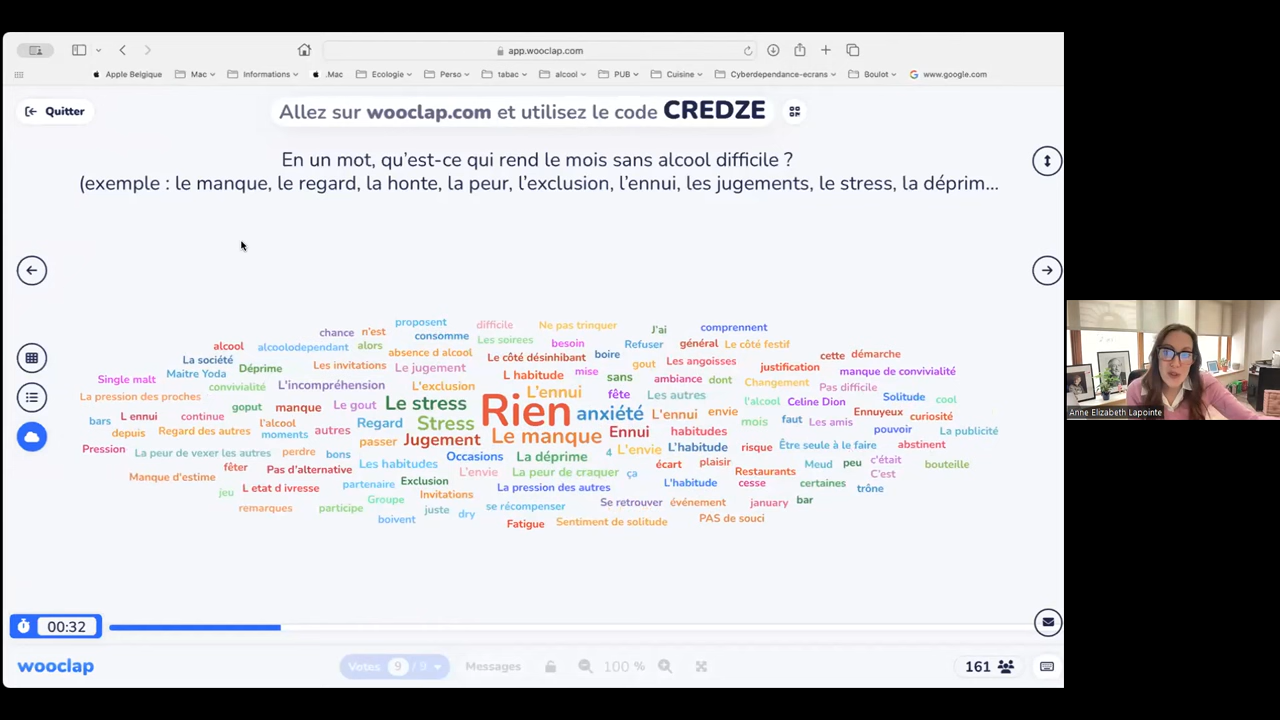 app.wooclap.com
Apple Belgique Mac Informations .Mac Ecologie Perso tabac alcool PUB Cuisine Cyberdependance-ecrans Goulot www.google.com
Quitter
Allez sur wooclap.com et utilisez le code CREDZE
En un mot, qu'est-ce qui rend le mois sans alcool difficile ?
(exemple : le manque, le regard, la honte, la peur, l'exclusion, l'ennui, les jugements, le stress, la déprim...
proposent difficile Ne pas trinquer J'ai comprennent
chance n'est consomme Les soirees besoin Refuser général Le côté festif
alcool alcoolodependant alors absence d alcool Le côté désinhibant boire cette démarche
La société Les invitations Le jugement gout Les angoisses justification
Maitre Yoda Déprime L habitude mise sans ambiance dont manque de convivialité
Single malt convivialité L'incompréhension L'exclusion L'ennui fête Les autres Changement Pas difficile
La pression des proches goput manque Le gout Le stress Rien anxiété L'ennui envie l'alcool Celine Dion Solitude cool
bars L ennui continue l'alcool Regard Stress mois faut Les amis Ennuyeux curiosité
depuis Regard des autres moments autres passer Jugement Le manque Ennui habitudes pouvoir La publicité
Pression La peur de vexer les autres perdre bons Occasions La déprime 4 L'envie L'habitude risque Être seule à le faire abstinent
fêter Pas d'alternative Les habitudes L'envie La peur de craquer ça écart plaisir Meud peu c'était bouteille
Manque d'estime Exclusion Restaurants C'est
jeu L etat d ivresse partenaire La pression des autres L'habitude cesse certaines trône
remarques participe Groupe Invitations se récompenser Se retrouver événement january bar
boivent juste dry Fatigue Sentiment de solitude PAS de souci
00:32
wooclap Votes 9 / 9 Messages 100 % 161
Anne Elizabeth Lapointe